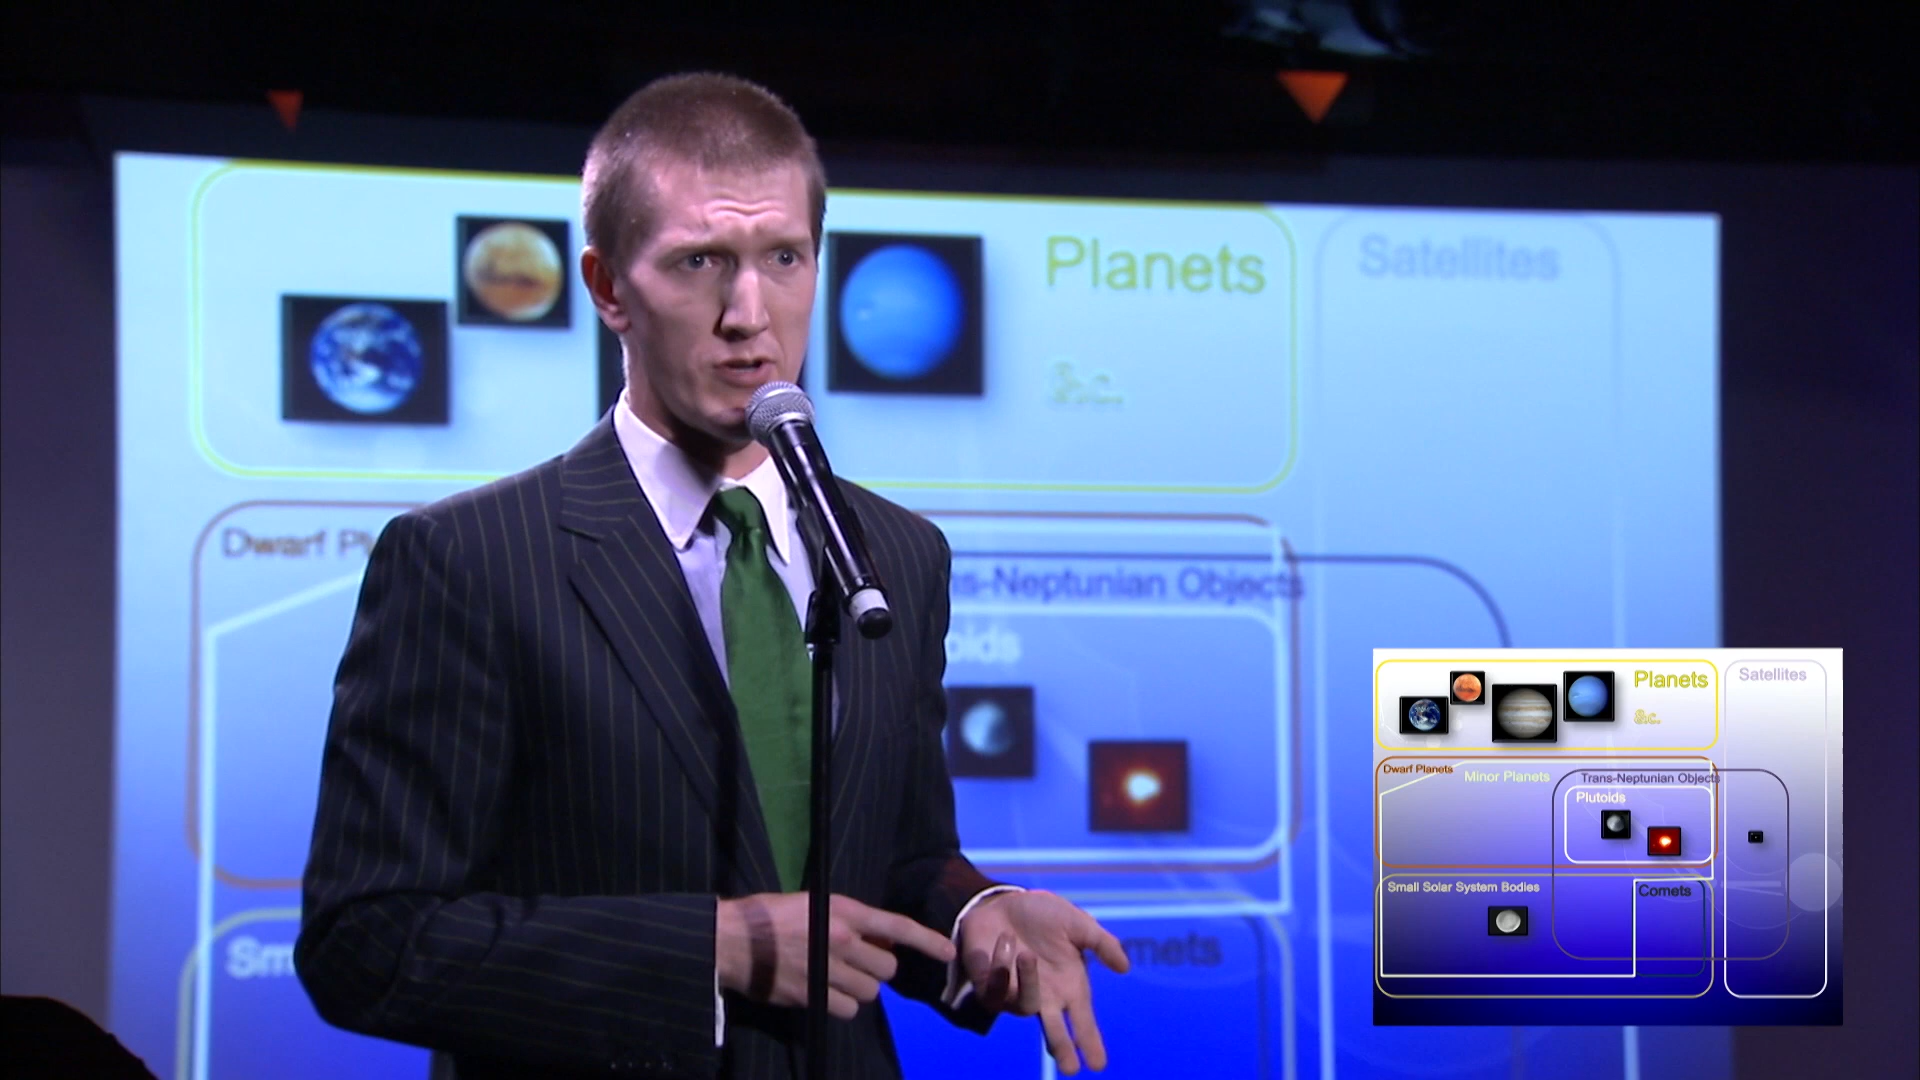 Planets
Satellites
&c.
Dwarf Pl
ns-Neptunian Objects
oids
Sm
mets
Planets
Satellites
&c.
Dwarf Planets
Minor Planets
Trans-Neptunian Objects
Plutoids
Small Solar System Bodies
Comets